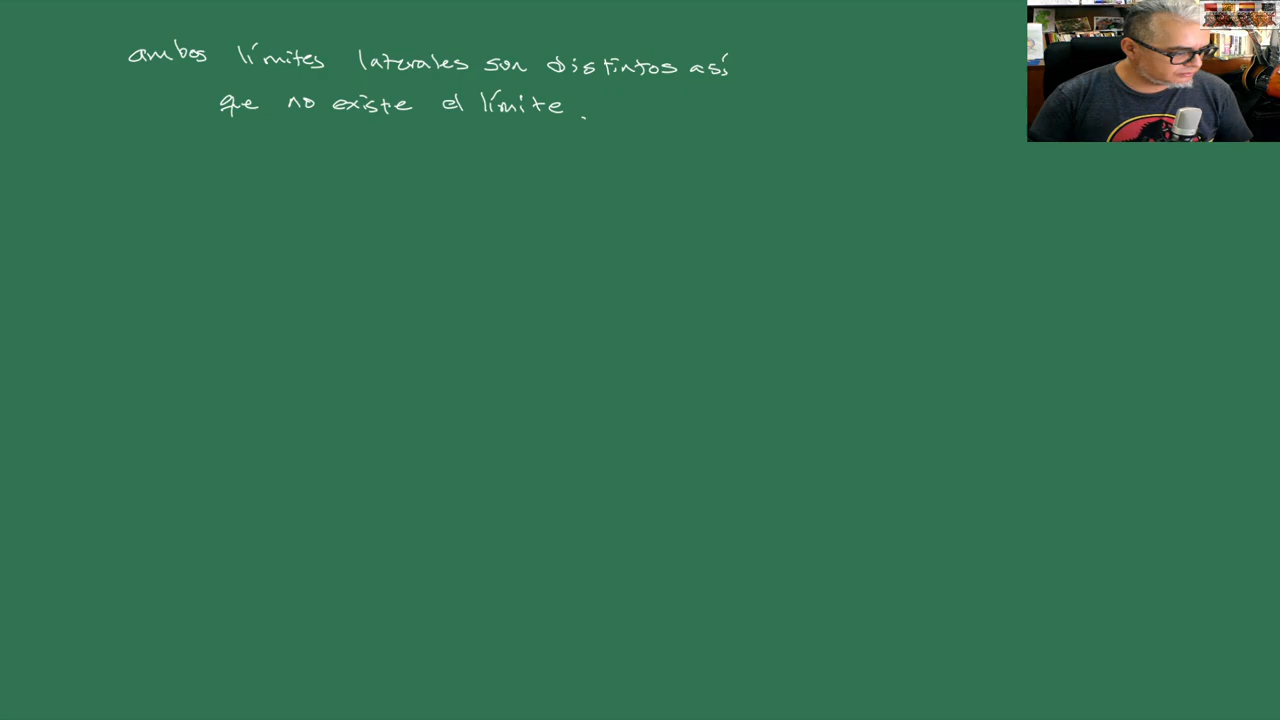 ambos límites laterales son distintos así
que no existe el límite.